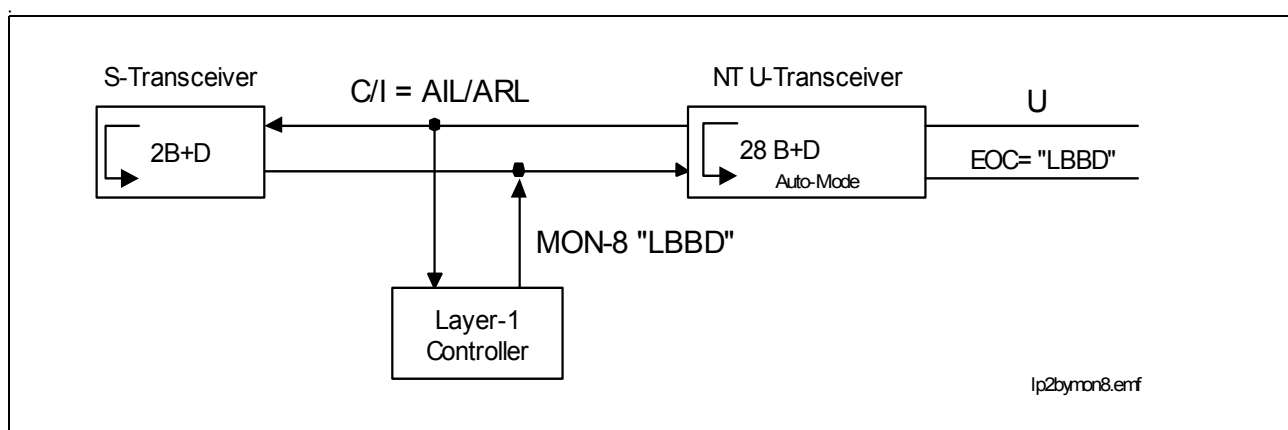 S-Transceiver
C/I = AIL/ARL
NT U-Transceiver
U
2B+D
28 B+D
Auto-Mode
EOC= "LBBD"
MON-8 "LBBD"
Layer-1
Controller
lp2bymon8.emf